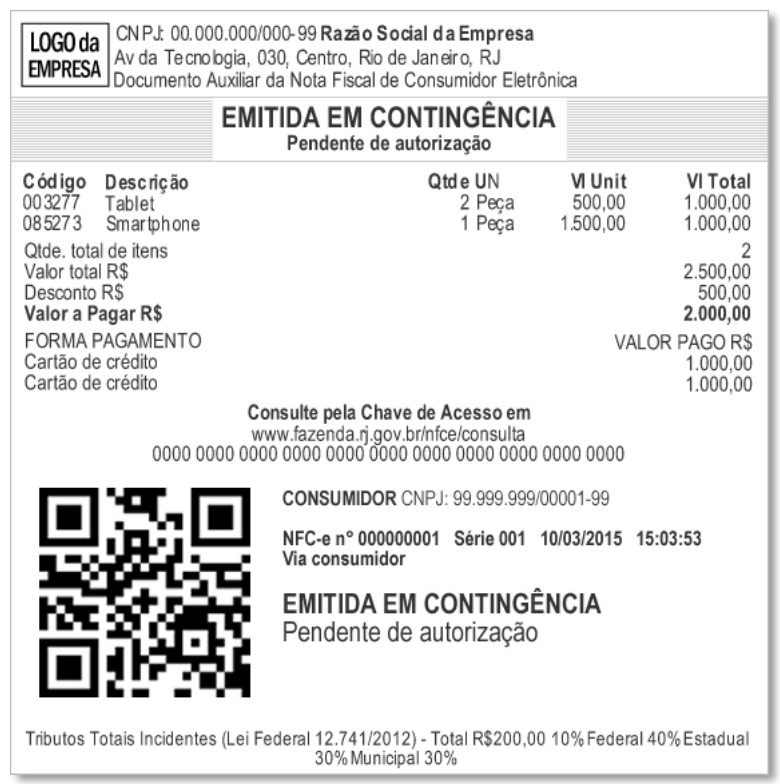 LOGO da
EMPRESA
CNPJ: 00.000.000/000-99 Razão Social da Empresa
Av da Tecnologia, 030, Centro, Rio de Janeiro, RJ
Documento Auxiliar da Nota Fiscal de Consumidor Eletrônica
EMITIDA EM CONTINGÊNCIA
Pendente de autorização
Código Descrição Qtde UN Vl Unit Vl Total
003277 Tablet 2 Peça 500,00 1.000,00
085273 Smartphone 1 Peça 1.500,00 1.000,00
Qtde. total de itens 2
Valor total R$ 2.500,00
Desconto R$ 500,00
Valor a Pagar R$ 2.000,00
FORMA PAGAMENTO VALOR PAGO R$
Cartão de crédito 1.000,00
Cartão de crédito 1.000,00
Consulte pela Chave de Acesso em
www.fazenda.rj.gov.br/nfce/consulta
0000 0000 0000 0000 0000 0000 0000 0000 0000 0000 0000
CONSUMIDOR CNPJ: 99.999.999/00001-99
NFC-e nº 000000001 Série 001 10/03/2015 15:03:53
Via consumidor
EMITIDA EM CONTINGÊNCIA
Pendente de autorização
Tributos Totais Incidentes (Lei Federal 12.741/2012) - Total R$200,00 10% Federal 40% Estadual
30% Municipal 30%